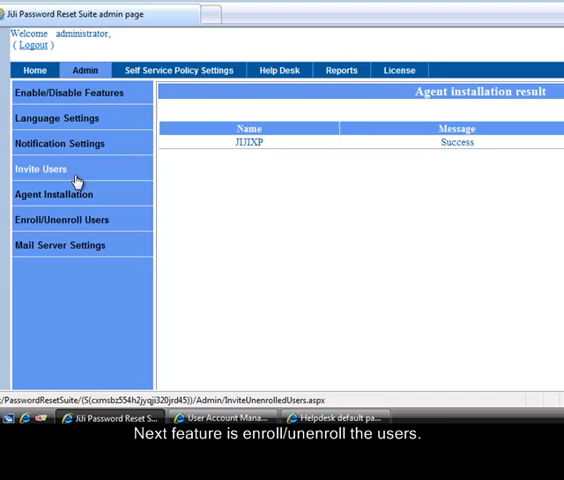 JiJi Password Reset Suite admin page
Welcome administrator,
( Logout )
Home Admin Self Service Policy Settings Help Desk Reports License
Enable/Disable Features
Language Settings
Notification Settings
Invite Users
Agent Installation
Enroll/Unenroll Users
Mail Server Settings
Agent installation result
Name Message
JIJIXP Success
:/PasswordResetSuite/(S(cxmsbz554h2jyqji320jrd45))/Admin/InviteUnenrolledUsers.aspx
JiJi Password Reset S... User Account Mana... Helpdesk default pa...
Next feature is enroll/unenroll the users.